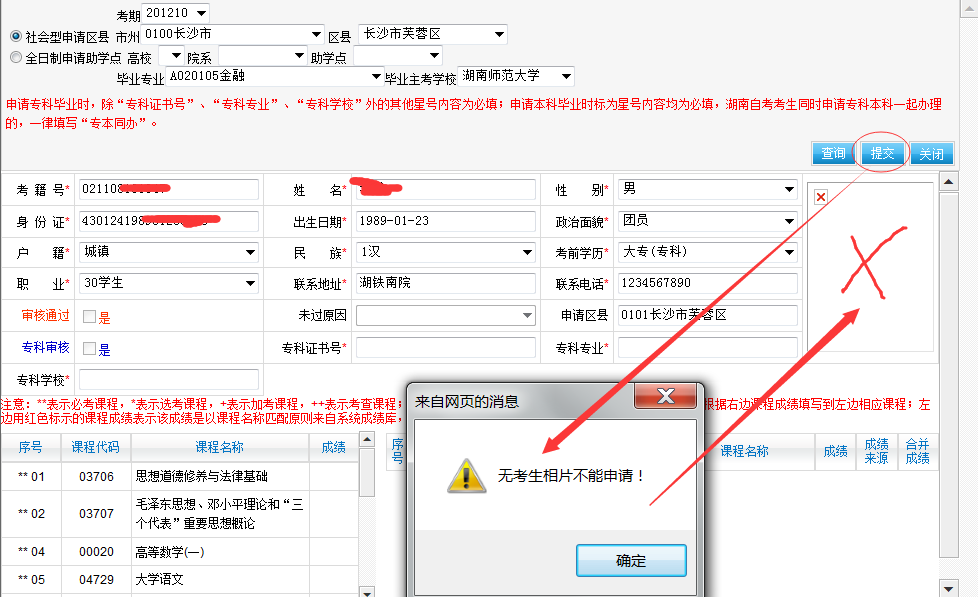 考期 201210
社会型申请区县 市州 0100长沙市 区县 长沙市芙蓉区
全日制申请助学点 高校 院系 助学点
毕业专业 A020105金融 毕业主考学校 湖南师范大学
申请专科毕业时，除“专科证书号”、“专科专业”、“专科学校”外的其他星号内容为必填；申请本科毕业时标为星号内容均为必填，湖南自考考生同时申请专科本科一起办理
的，一律填写“专本同办”。
查询 提交 关闭
考籍号* 021108 姓名* 性别* 男
身份证* 430124198 出生日期* 1989-01-23 政治面貌* 团员
户籍* 城镇 民族* 1汉 考前学历* 大专(专科)
职业* 30学生 联系地址* 湖铁南院 联系电话* 1234567890
审核通过 是 未过原因 申请区县 0101长沙市芙蓉区
专科审核 是 专科证书号* 专科专业*
专科学校*
注意：**表示必考课程，*表示选考课程，+表示加考课程，++表示考查课程； 根据右边课程成绩填写到左边相应课程；左
边用红色标示的课程成绩表示该成绩是以课程名称匹配原则来自系统成绩库，
序号 课程代码 课程名称 成绩 序号 课程名称 成绩 成绩来源 合并成绩
** 01 03706 思想道德修养与法律基础
** 02 03707 毛泽东思想、邓小平理论和“三
个代表”重要思想概论
** 04 00020 高等数学(一)
** 05 04729 大学语文
来自网页的消息
无考生相片不能申请！
确定